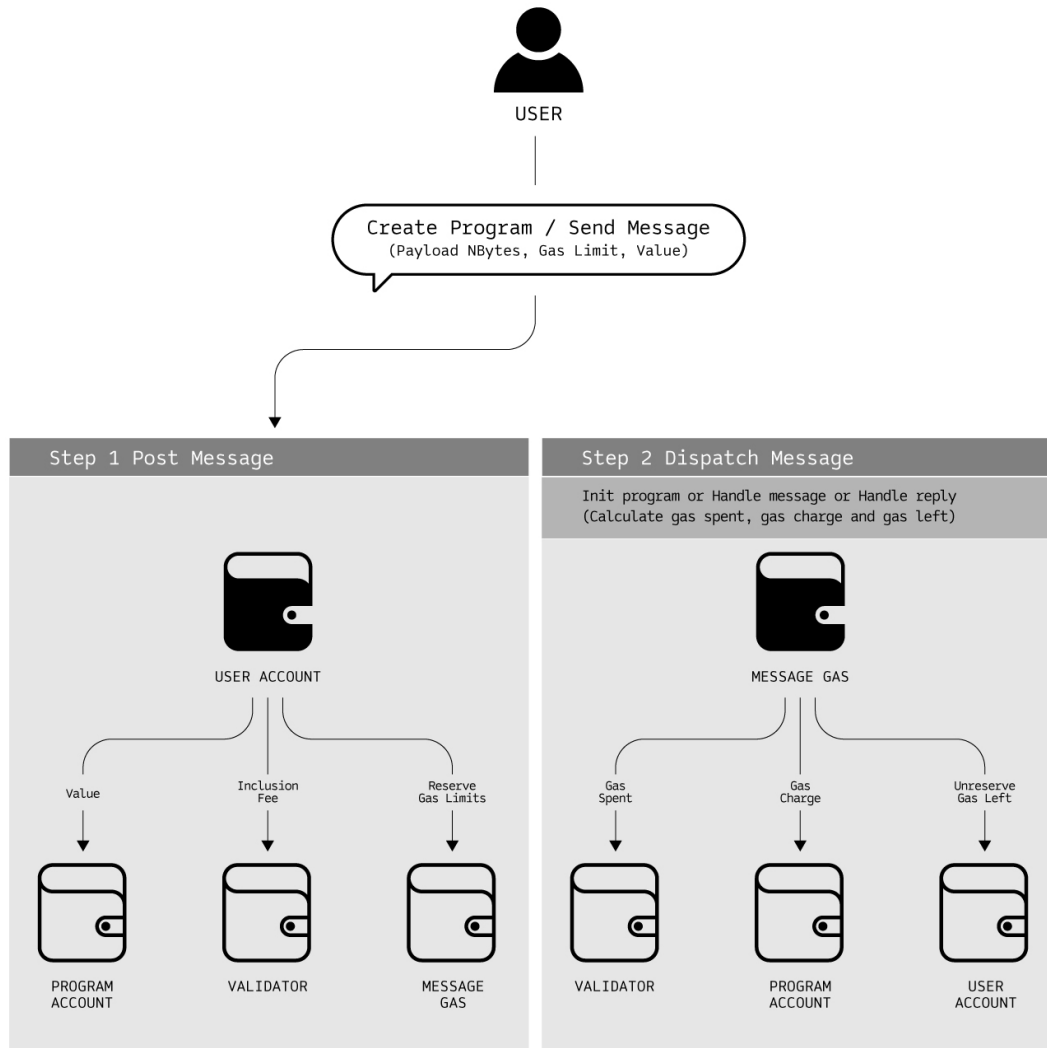 USER
Create Program / Send Message
(Payload NBytes, Gas Limit, Value)
Step 1 Post Message
USER ACCOUNT
Value
Inclusion
Fee
Reserve
Gas Limits
PROGRAM
ACCOUNT
VALIDATOR
MESSAGE
GAS
Step 2 Dispatch Message
Init program or Handle message or Handle reply
(Calculate gas spent, gas charge and gas left)
MESSAGE GAS
Gas
Spent
Gas
Charge
Unreserve
Gas Left
VALIDATOR
PROGRAM
ACCOUNT
USER
ACCOUNT